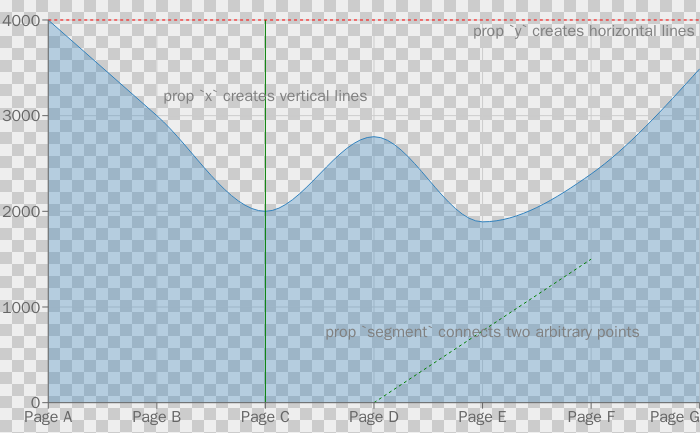 4000
prop `y` creates horizontal lines
prop `x` creates vertical lines
3000
2000
1000
prop `segment` connects two arbitrary points
0
Page A Page B Page C Page D Page E Page F Page G